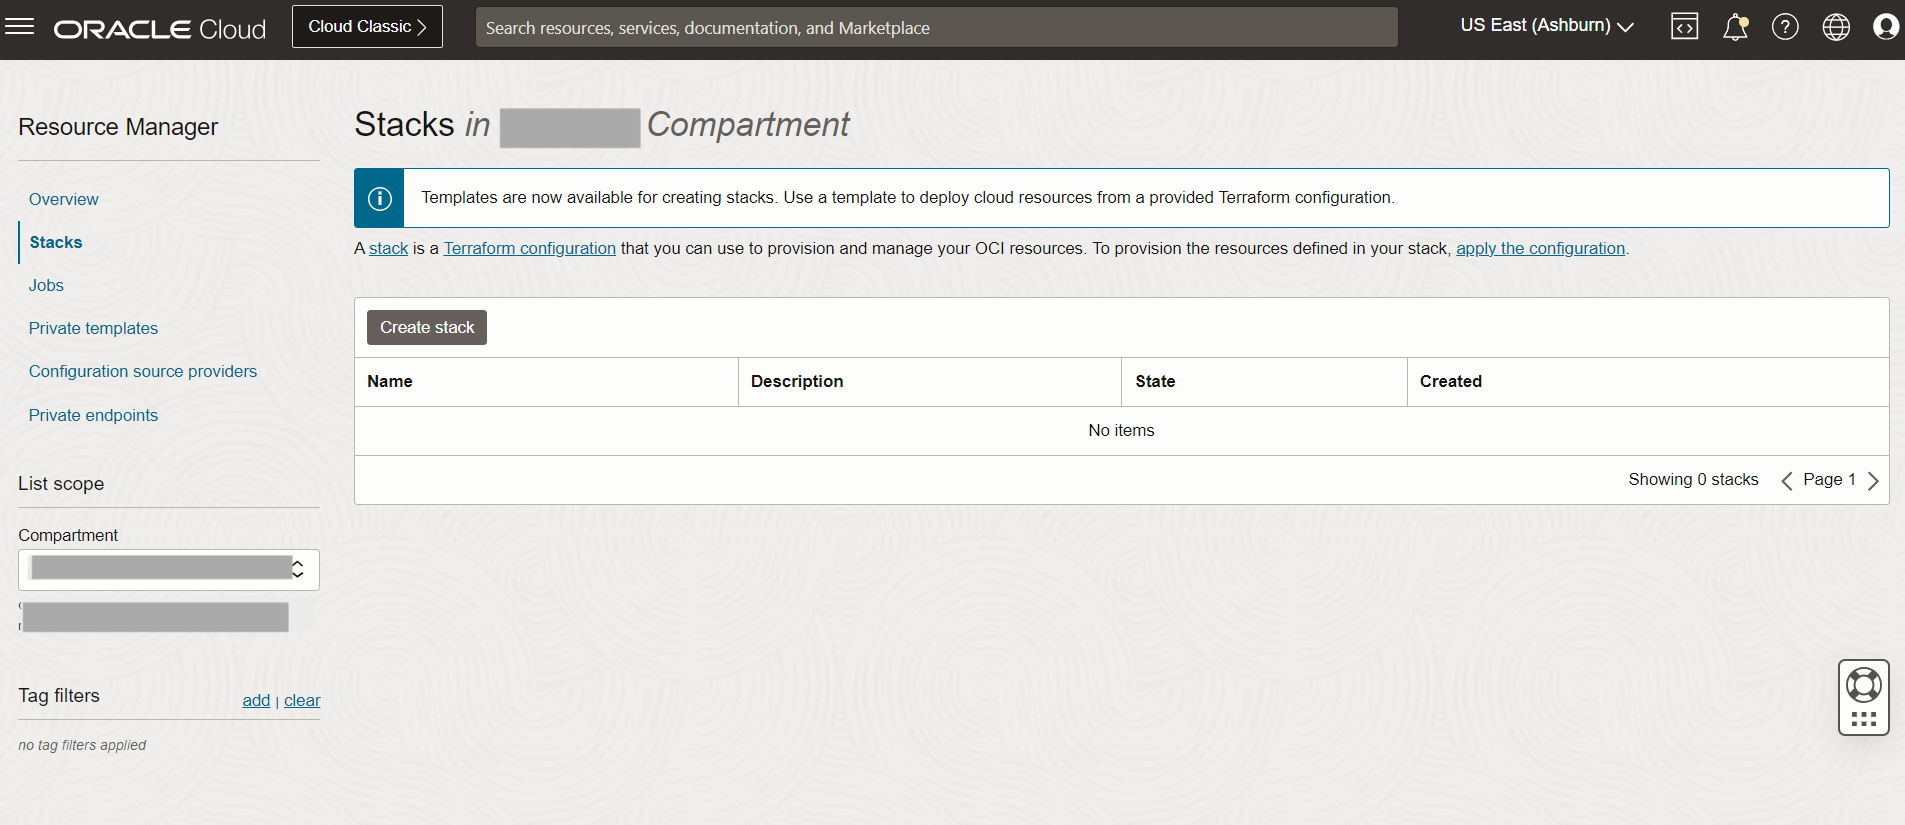 ORACLE Cloud
Cloud Classic
Search resources, services, documentation, and Marketplace
US East (Ashburn)
Resource Manager
Overview
Stacks
Jobs
Private templates
Configuration source providers
Private endpoints
List scope
Compartment
Tag filters
add | clear
no tag filters applied
Stacks in Compartment
Templates are now available for creating stacks. Use a template to deploy cloud resources from a provided Terraform configuration.
A stack is a Terraform configuration that you can use to provision and manage your OCI resources. To provision the resources defined in your stack, apply the configuration.
Create stack
Name Description State Created
No items
Showing 0 stacks Page 1